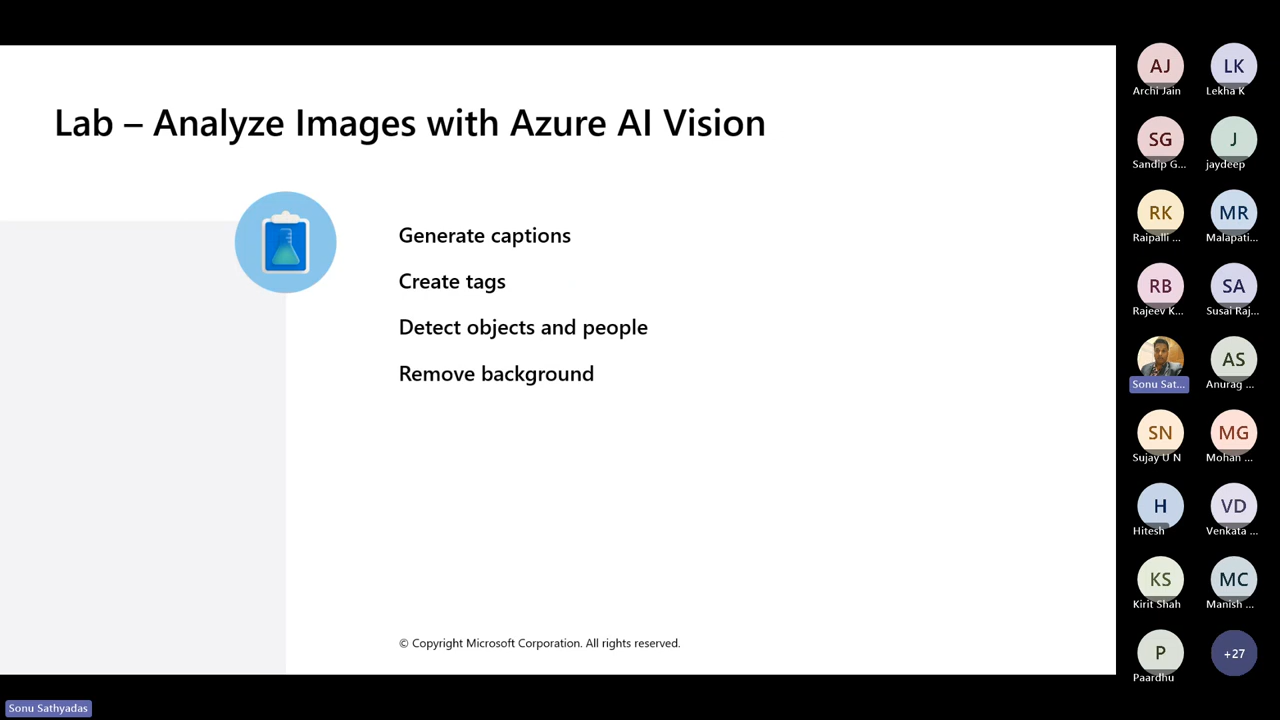 Lab – Analyze Images with Azure AI Vision
Generate captions
Create tags
Detect objects and people
Remove background
© Copyright Microsoft Corporation. All rights reserved.
AJ
Archi Jain
LK
Lekha K
SG
Sandip G...
J
jaydeep
RK
Raipalli ...
MR
Malapati...
RB
Rajeev K...
SA
Susai Raj...
Sonu Sat...
AS
Anurag ...
SN
Sujay U N
MG
Mohan ...
H
Hitesh
VD
Venkata ...
KS
Kirit Shah
MC
Manish ...
P
Paardhu
+27
Sonu Sathyadas